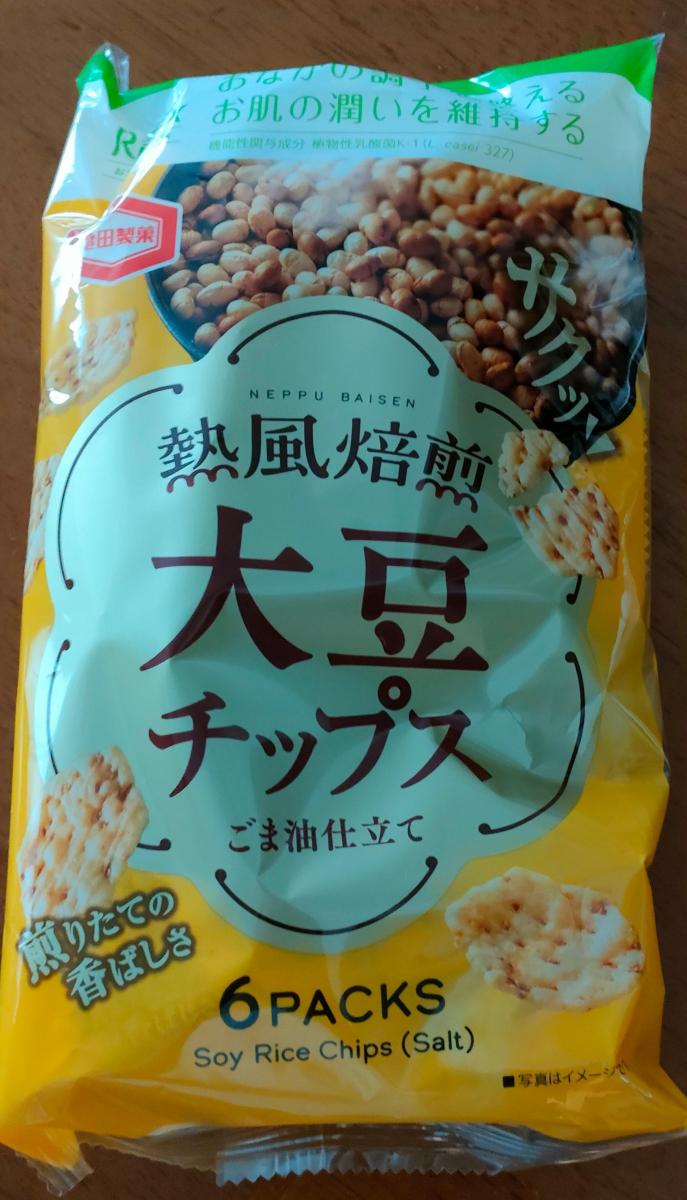 おなかの調
える
お肌の潤いを維持する
機能性関与成分 植物性乳酸菌K-1(L. casei 327)
田製菓
サクッ!
NEPPU BAISEN
熱風焙煎
大豆
チップス
ごま油仕立て
煎りたての
香ばしさ
6PACKS
Soy Rice Chips (Salt)
■写真はイメージ